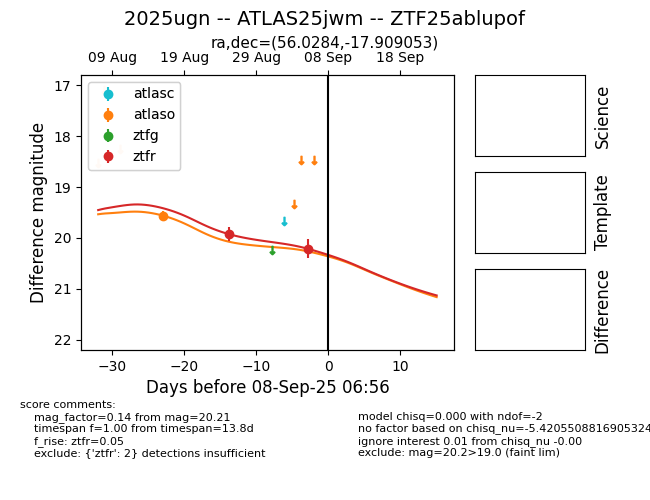 2025ugn -- ATLAS25jwm -- ZTF25ablupof
ra,dec=(56.0284,-17.909053)
09 Aug 19 Aug 29 Aug 08 Sep 18 Sep
17
18
19
20
21
22
Difference magnitude
atlasc
atlaso
ztfg
ztfr
−30 −20 −10 0 10
Days before 08-Sep-25 06:56
Science
Template
Difference
score comments:
mag_factor=0.14 from mag=20.21
timespan f=1.00 from timespan=13.8d
f_rise: ztfr=0.05
exclude: {'ztfr': 2} detections insufficient
model chisq=0.000 with ndof=-2
no factor based on chisq_nu=-5.4205508816905324
ignore interest 0.01 from chisq_nu -0.00
exclude: mag=20.2>19.0 (faint lim)